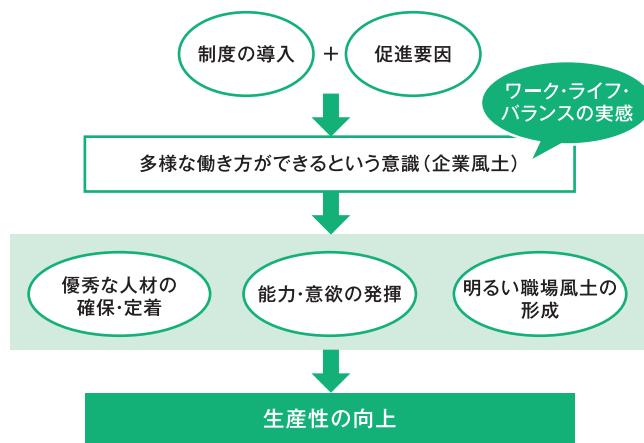 制度の導入 + 促進要因
ワーク・ライフ・
バランスの実感
多様な働き方ができるという意識（企業風土）
優秀な人材の
確保・定着
能力・意欲の発揮
明るい職場風土の
形成
生産性の向上